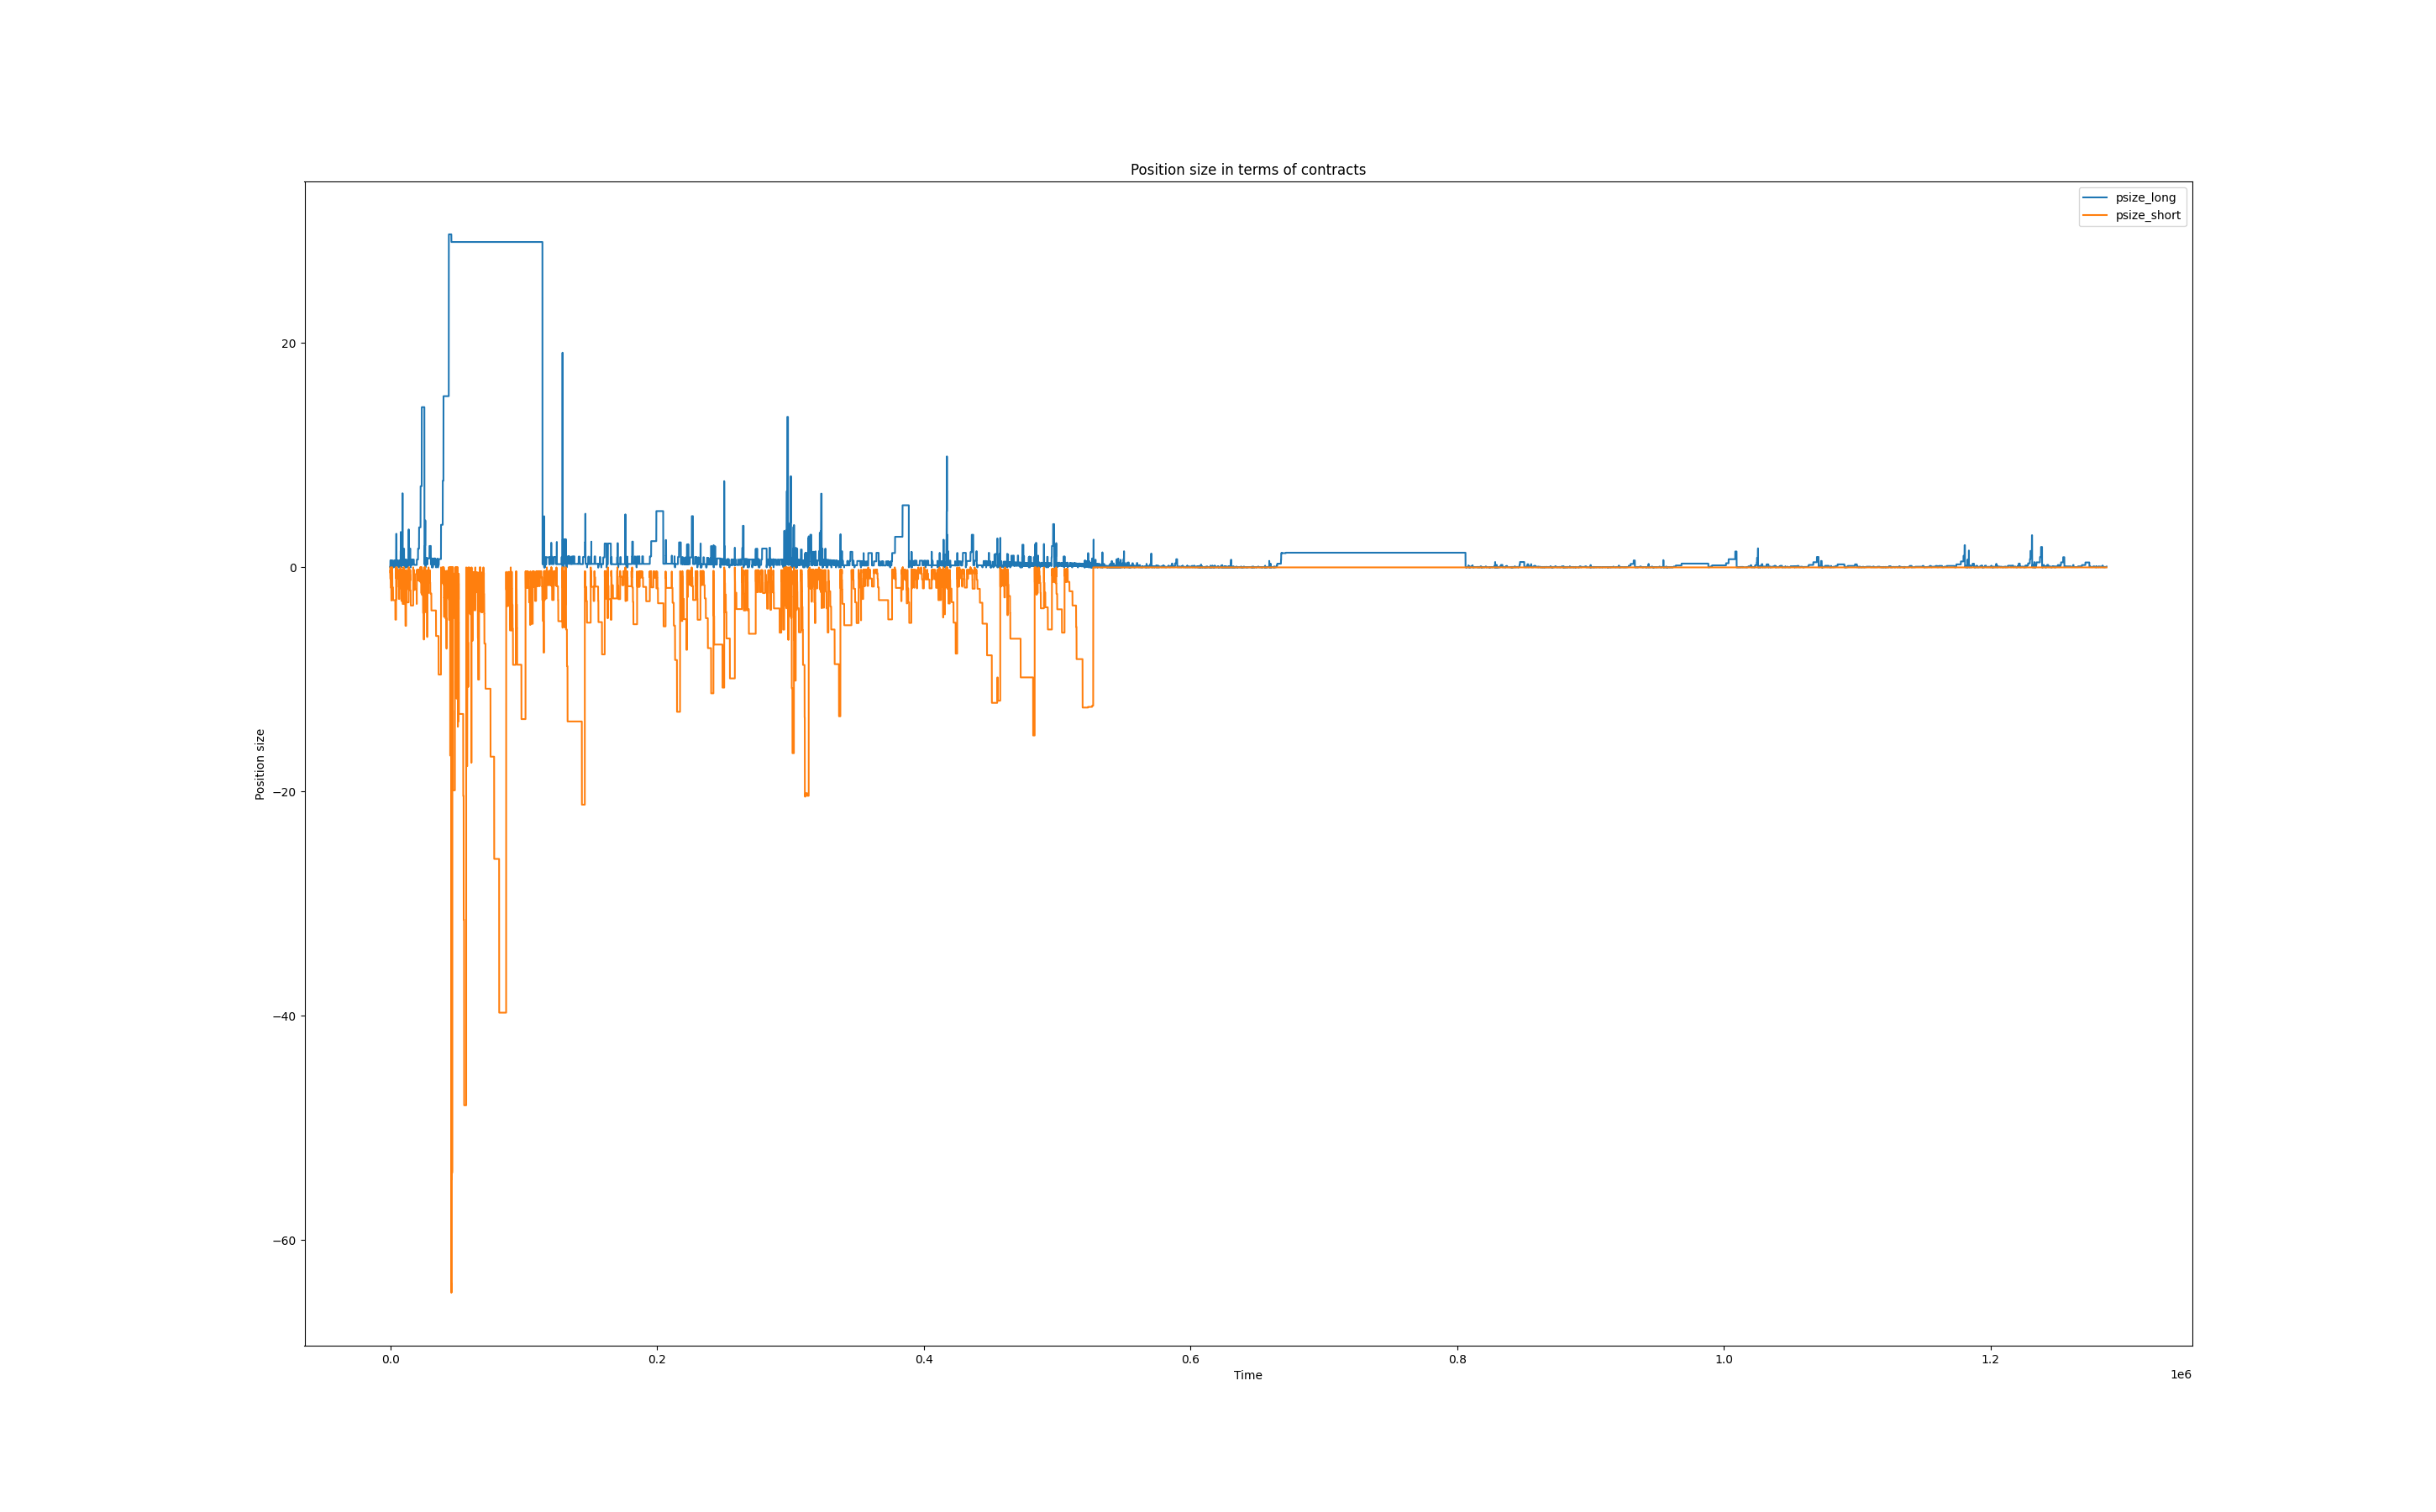 Position size in terms of contracts
psize_long
psize_short
Position size
20
0
−20
−40
−60
0.0 0.2 0.4 0.6 0.8 1.0 1.2
Time
1e6